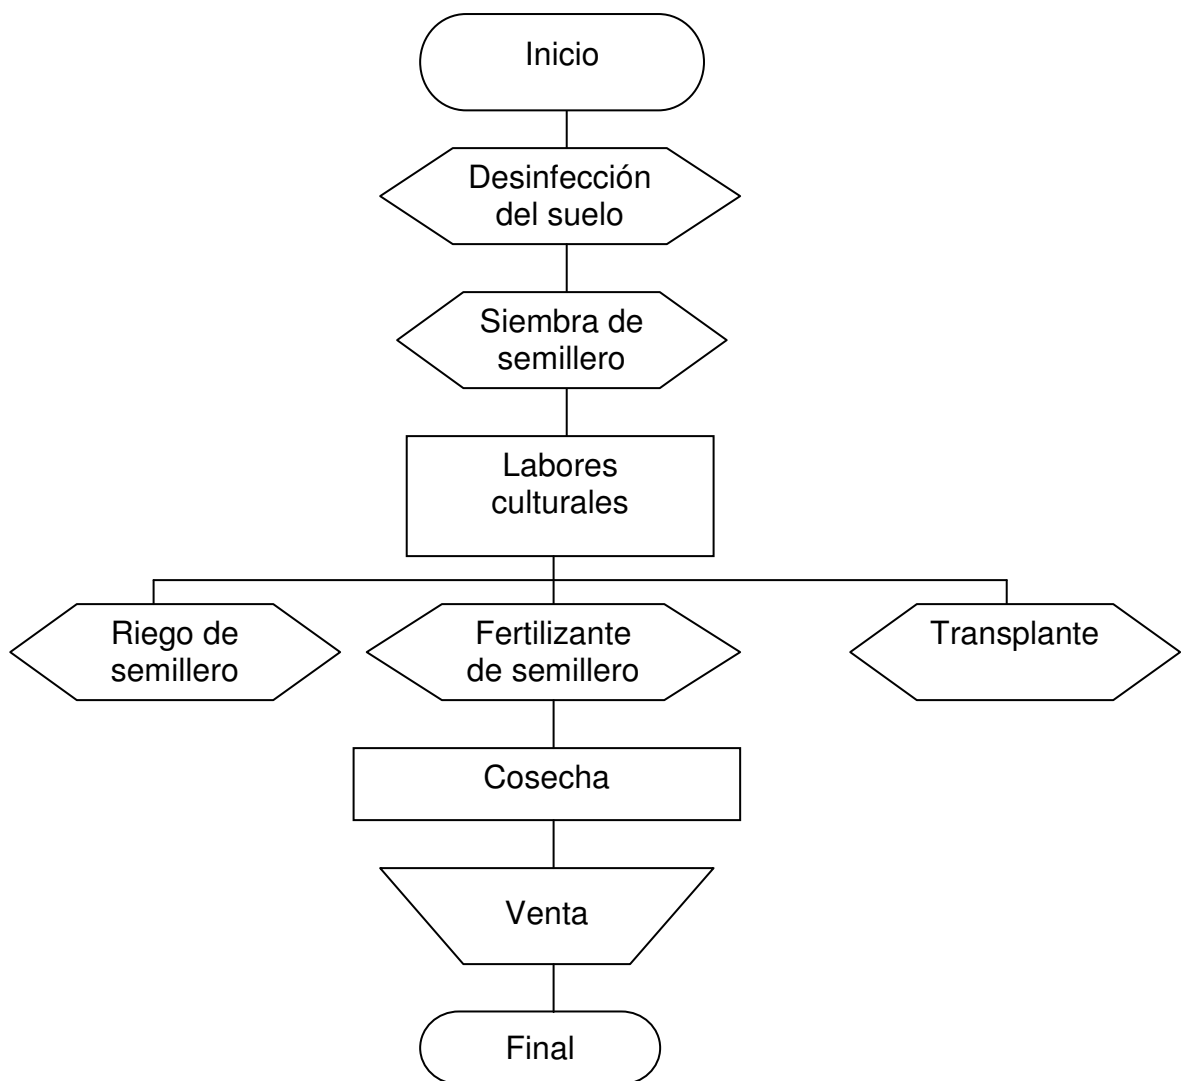 Inicio
Desinfección
del suelo
Siembra de
semillero
Labores
culturales
Riego de
semillero
Fertilizante
de semillero
Transplante
Cosecha
Venta
Final